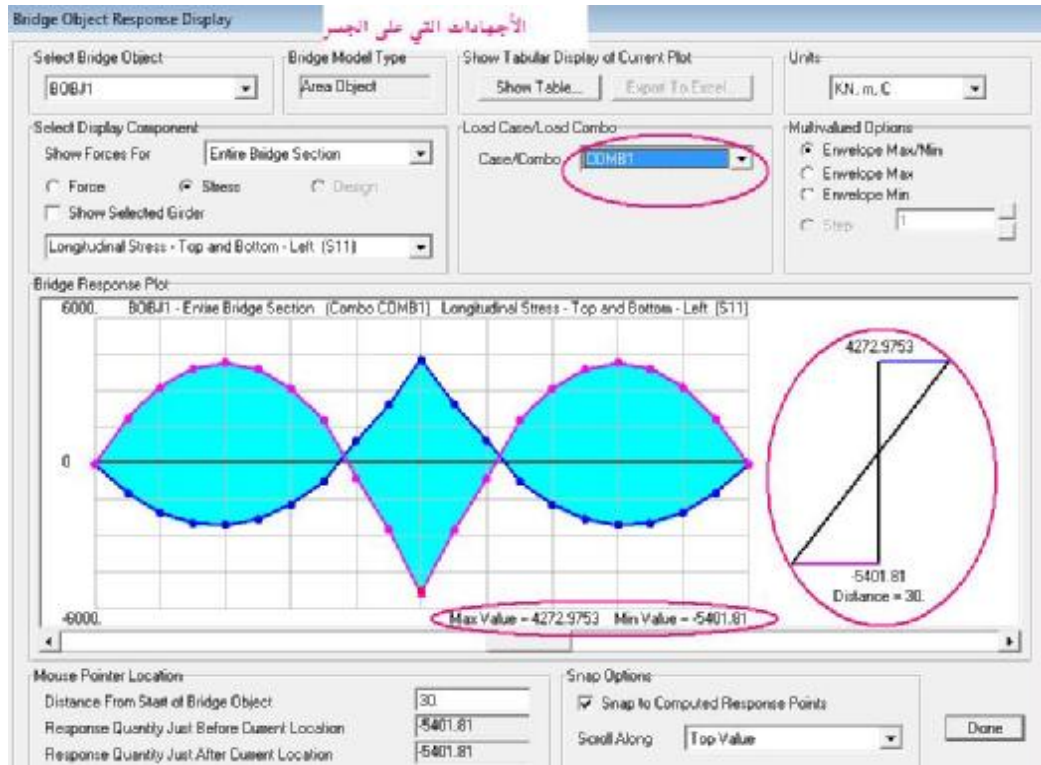 Bridge Object Response Display
الأجهادات التي على الجسر
Select Bridge Object
BOBJ1
Bridge Model Type
Area Object
Show Tabular Display of Current Plot
Show Table...
Export To Excel...
Units
KN, m, C
Select Display Component
Show Forces For
Entire Bridge Section
Force
Stress
Design
Show Selected Girder
Longitudinal Stress - Top and Bottom - Left (S11)
Load Case/Load Combo
Case/Combo
COMB1
Multivalued Options
Envelope Max/Min
Envelope Max
Envelope Min
Step
1
Bridge Response Plot
6000.
BOBJ1 - Entire Bridge Section (Combo COMB1) Longitudinal Stress - Top and Bottom - Left (S11)
4272.9753
0
-5401.81
Distance = 30.
-6000.
Max Value = 4272.9753 Min Value = -5401.81
Mouse Pointer Location
Distance From Start of Bridge Object
30.
Response Quantity Just Before Current Location
-5401.81
Response Quantity Just After Current Location
-5401.81
Snap Options
Snap to Computed Response Points
Scroll Along
Top Value
Done